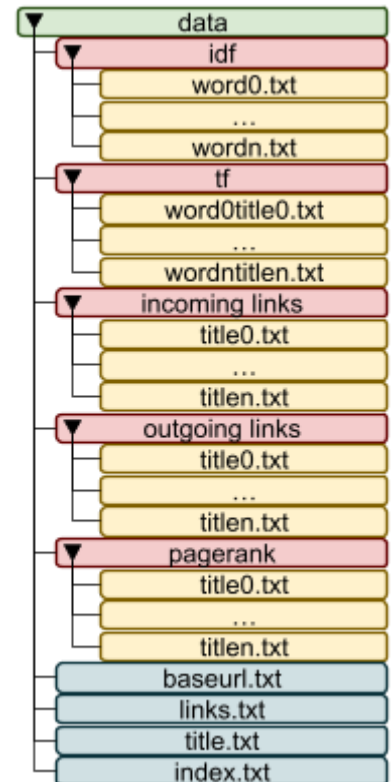 data
idf
word0.txt
...
wordn.txt
tf
word0title0.txt
...
wordntitlen.txt
incoming links
title0.txt
...
titlen.txt
outgoing links
title0.txt
...
titlen.txt
pagerank
title0.txt
...
titlen.txt
baseurl.txt
links.txt
title.txt
index.txt